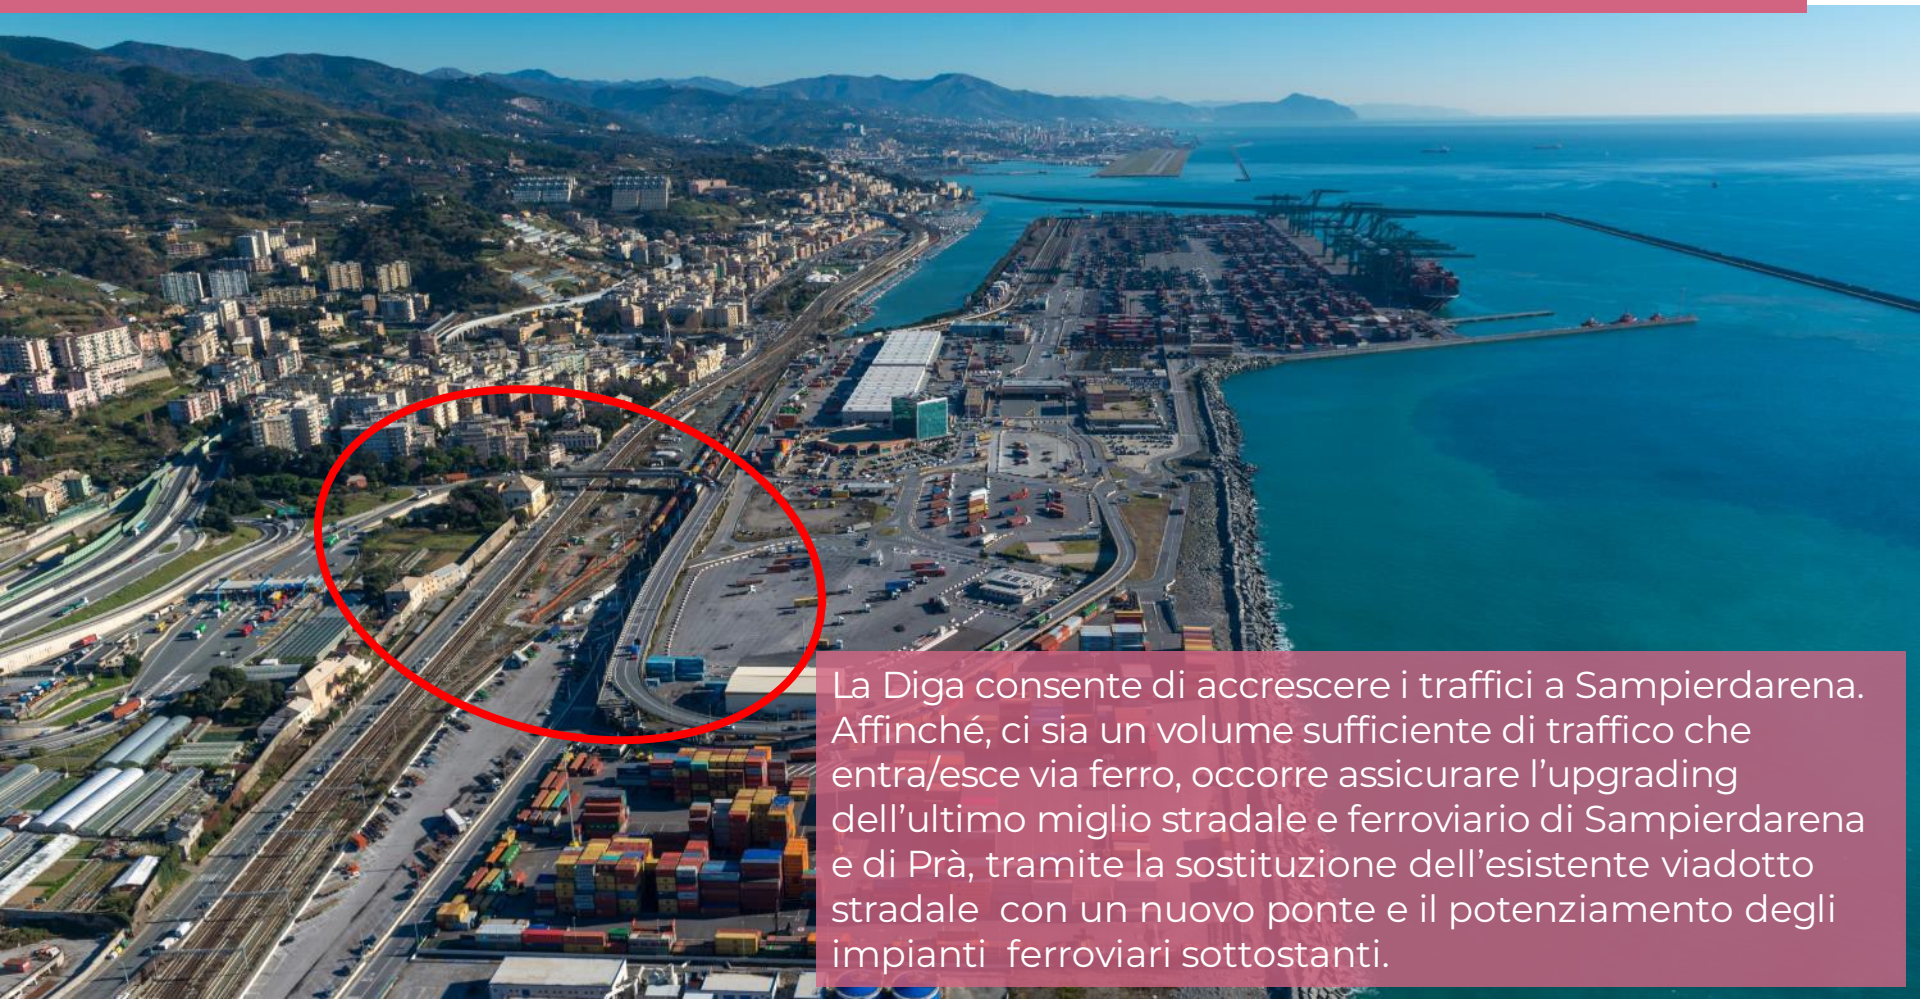 La Diga consente di accrescere i traffici a Sampierdarena.
Affinché, ci sia un volume sufficiente di traffico che
entra/esce via ferro, occorre assicurare l’upgrading
dell’ultimo miglio stradale e ferroviario di Sampierdarena
e di Prà, tramite la sostituzione dell’esistente viadotto
stradale  con un nuovo ponte e il potenziamento degli
impianti  ferroviari sottostanti.